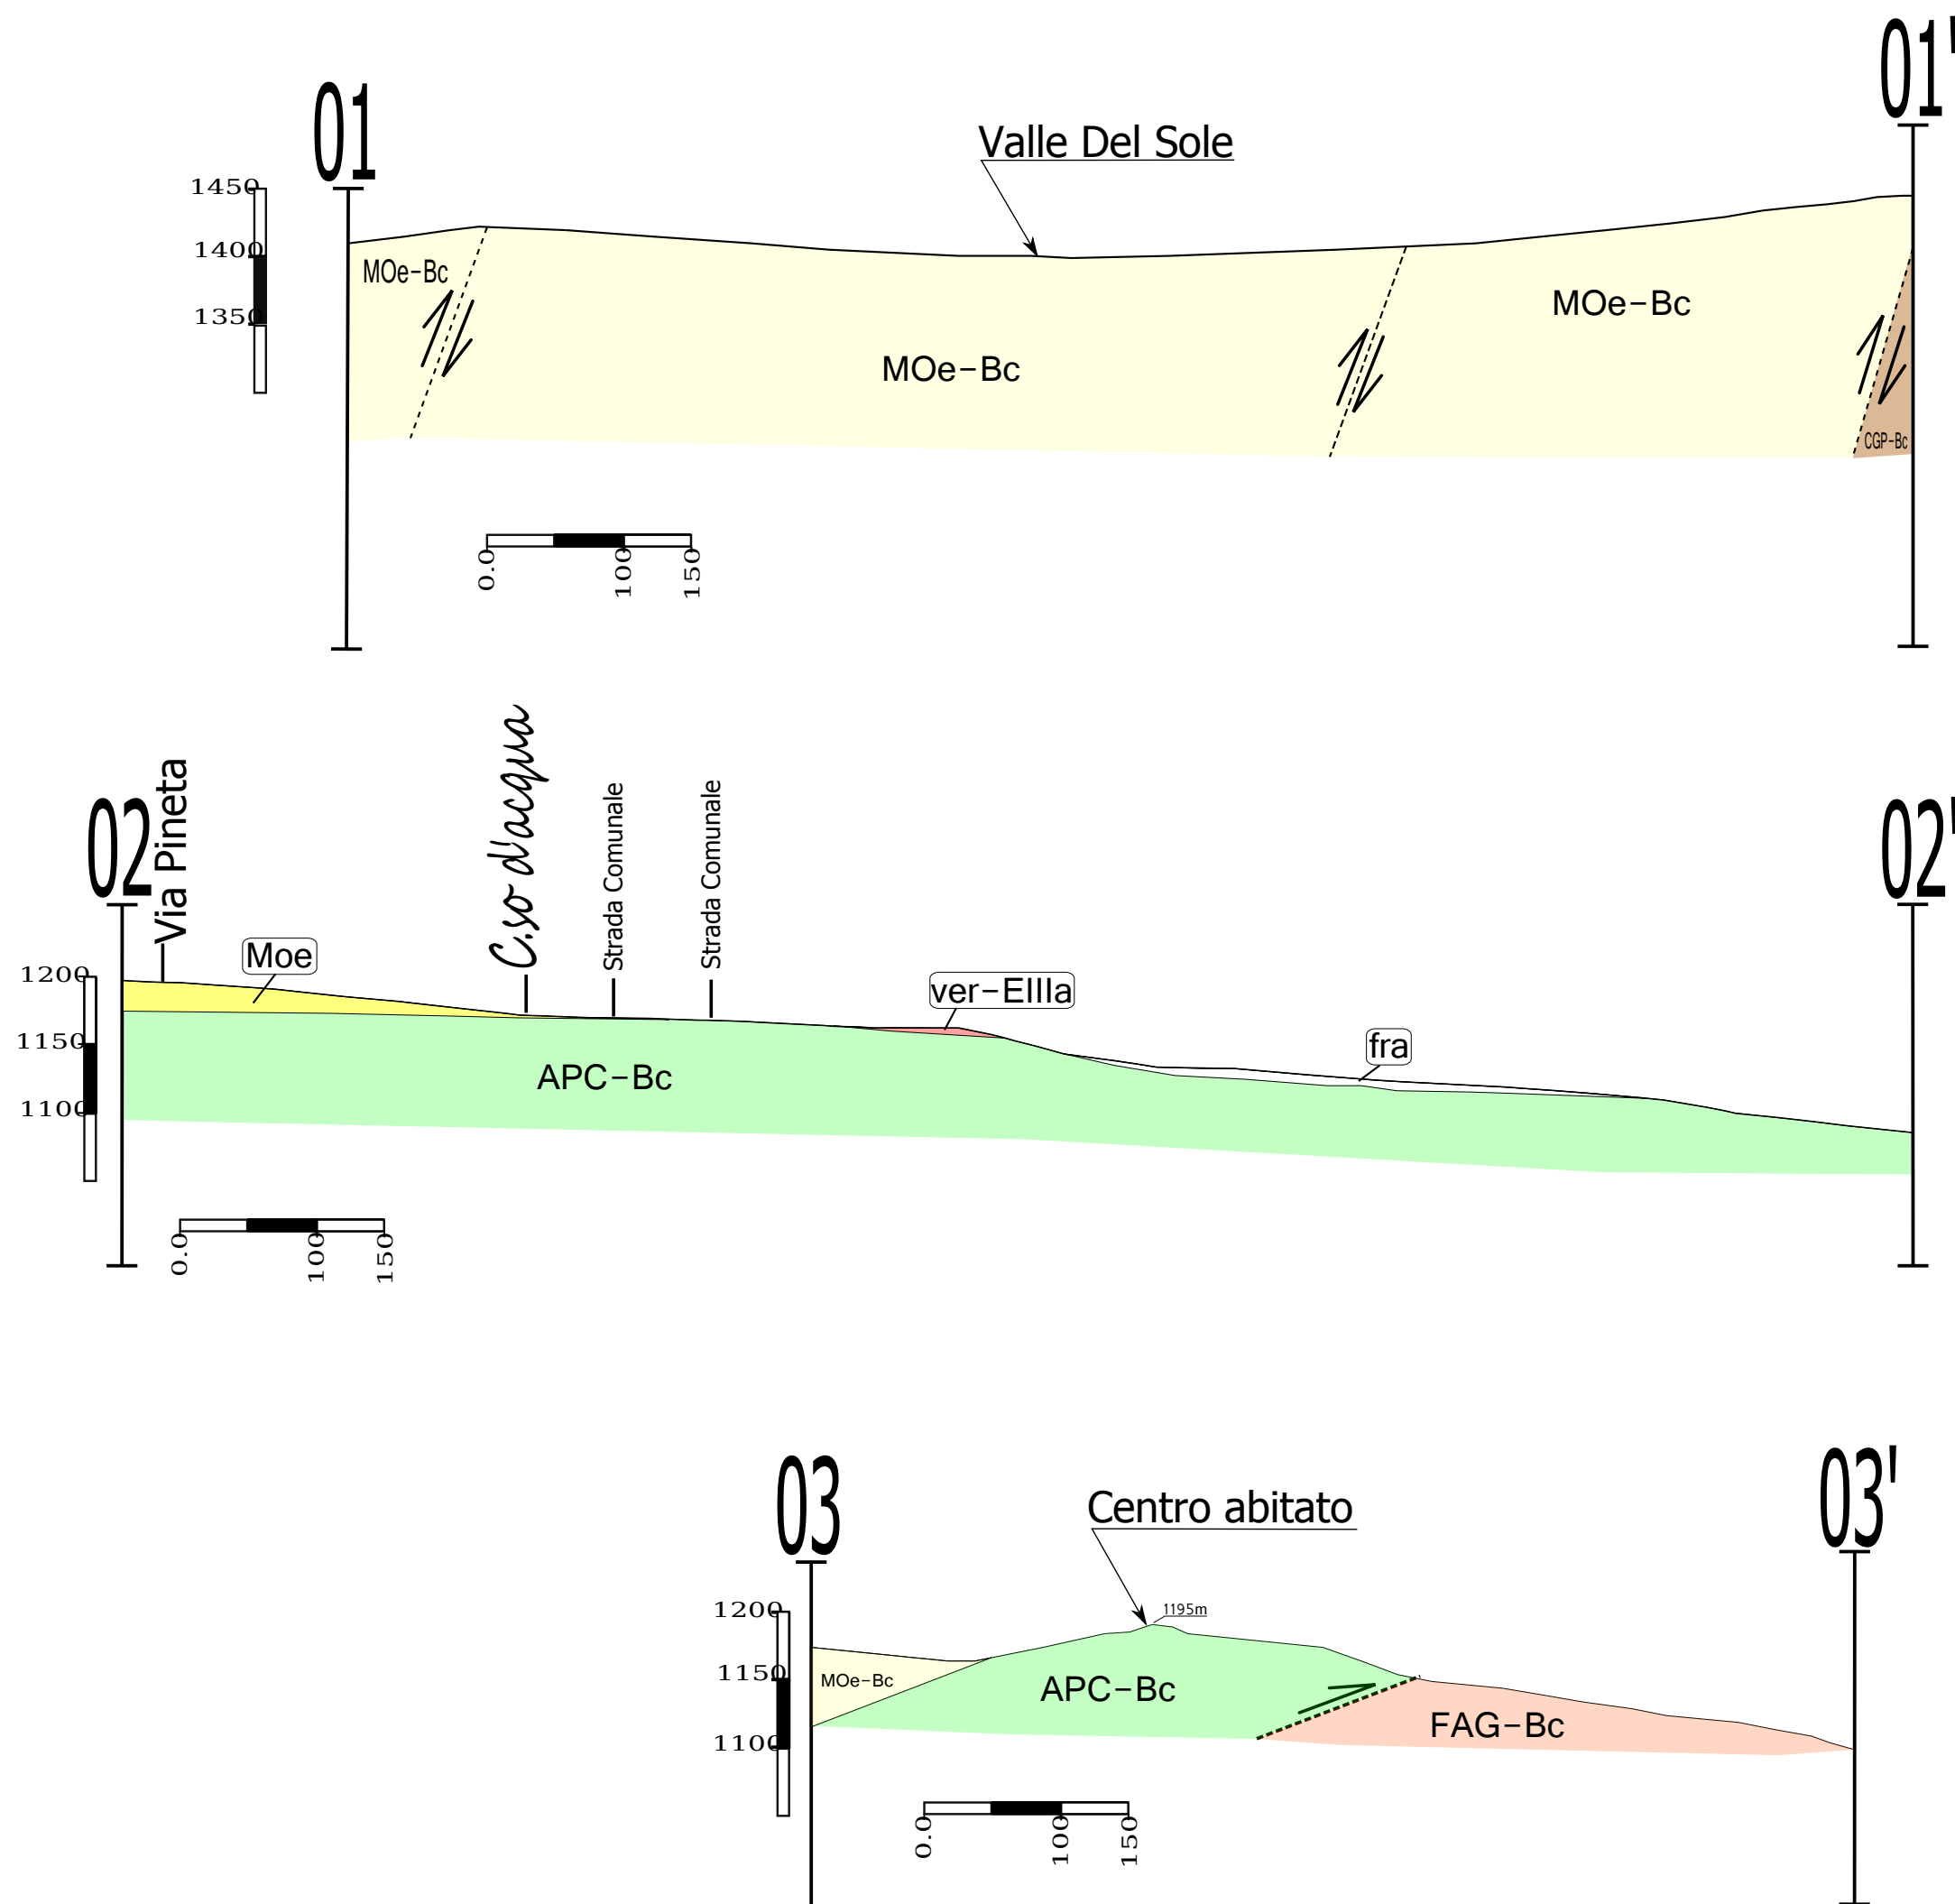 01
01'
Valle Del Sole
1450
1400
1350
MOe-Bc
MOe-Bc
MOe-Bc
CGP-Bc
0.0
100
150
02
Via Pineta
C.so d'acqua
Strada Comunale
Strada Comunale
02'
Moe
ver-EIIIa
fra
1200
1150
1100
APC-Bc
0.0
100
150
03
03'
Centro abitato
1195m
1200
1150
1100
MOe-Bc
APC-Bc
FAG-Bc
0.0
100
150